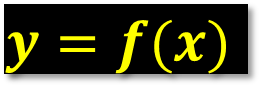 y = f(x)